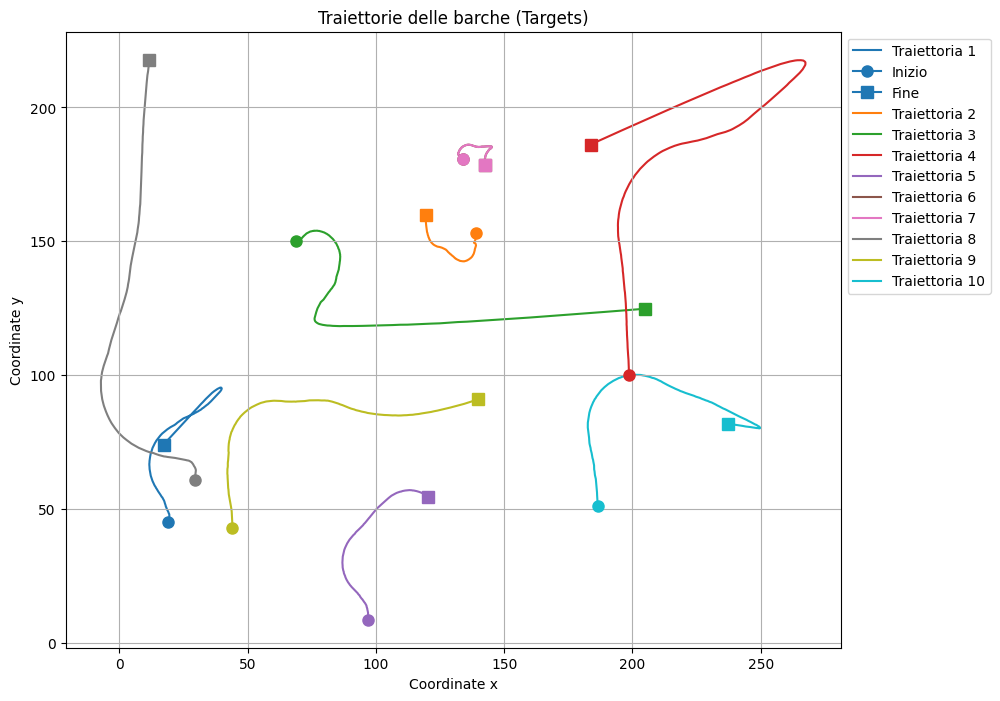 Traiettorie delle barche (Targets)
Traiettoria 1
Inizio
Fine
Traiettoria 2
Traiettoria 3
Traiettoria 4
Traiettoria 5
Traiettoria 6
Traiettoria 7
Traiettoria 8
Traiettoria 9
Traiettoria 10
Coordinate y
200
150
100
50
0
0 50 100 150 200 250
Coordinate x